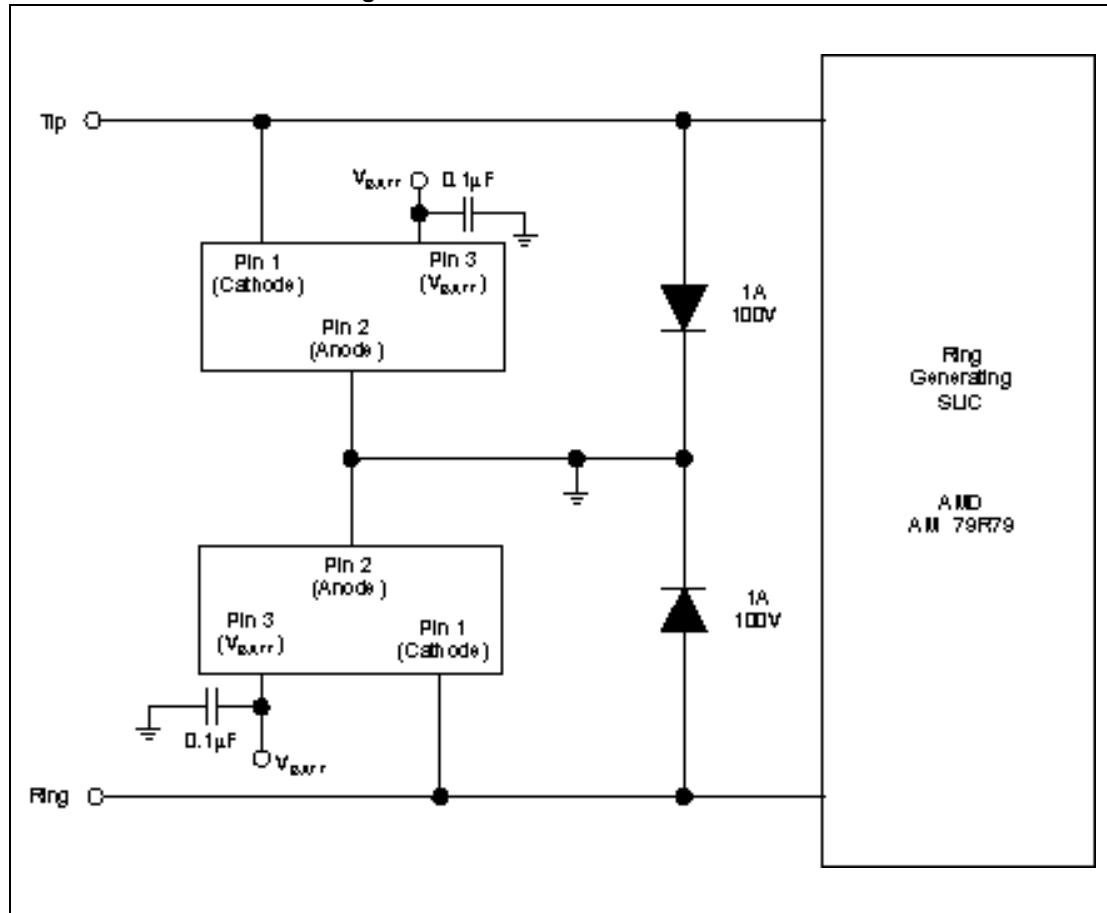 Tip
VBATT
0.1µF
Pin 1
(Cathode)
Pin 3
(VBATT)
Pin 2
(Anode)
1A
100V
Ring
Generating
SLIC
AMD
AM 79R79
Pin 2
(Anode)
Pin 3
(VBATT)
Pin 1
(Cathode)
1A
100V
0.1µF
VBATT
Ring